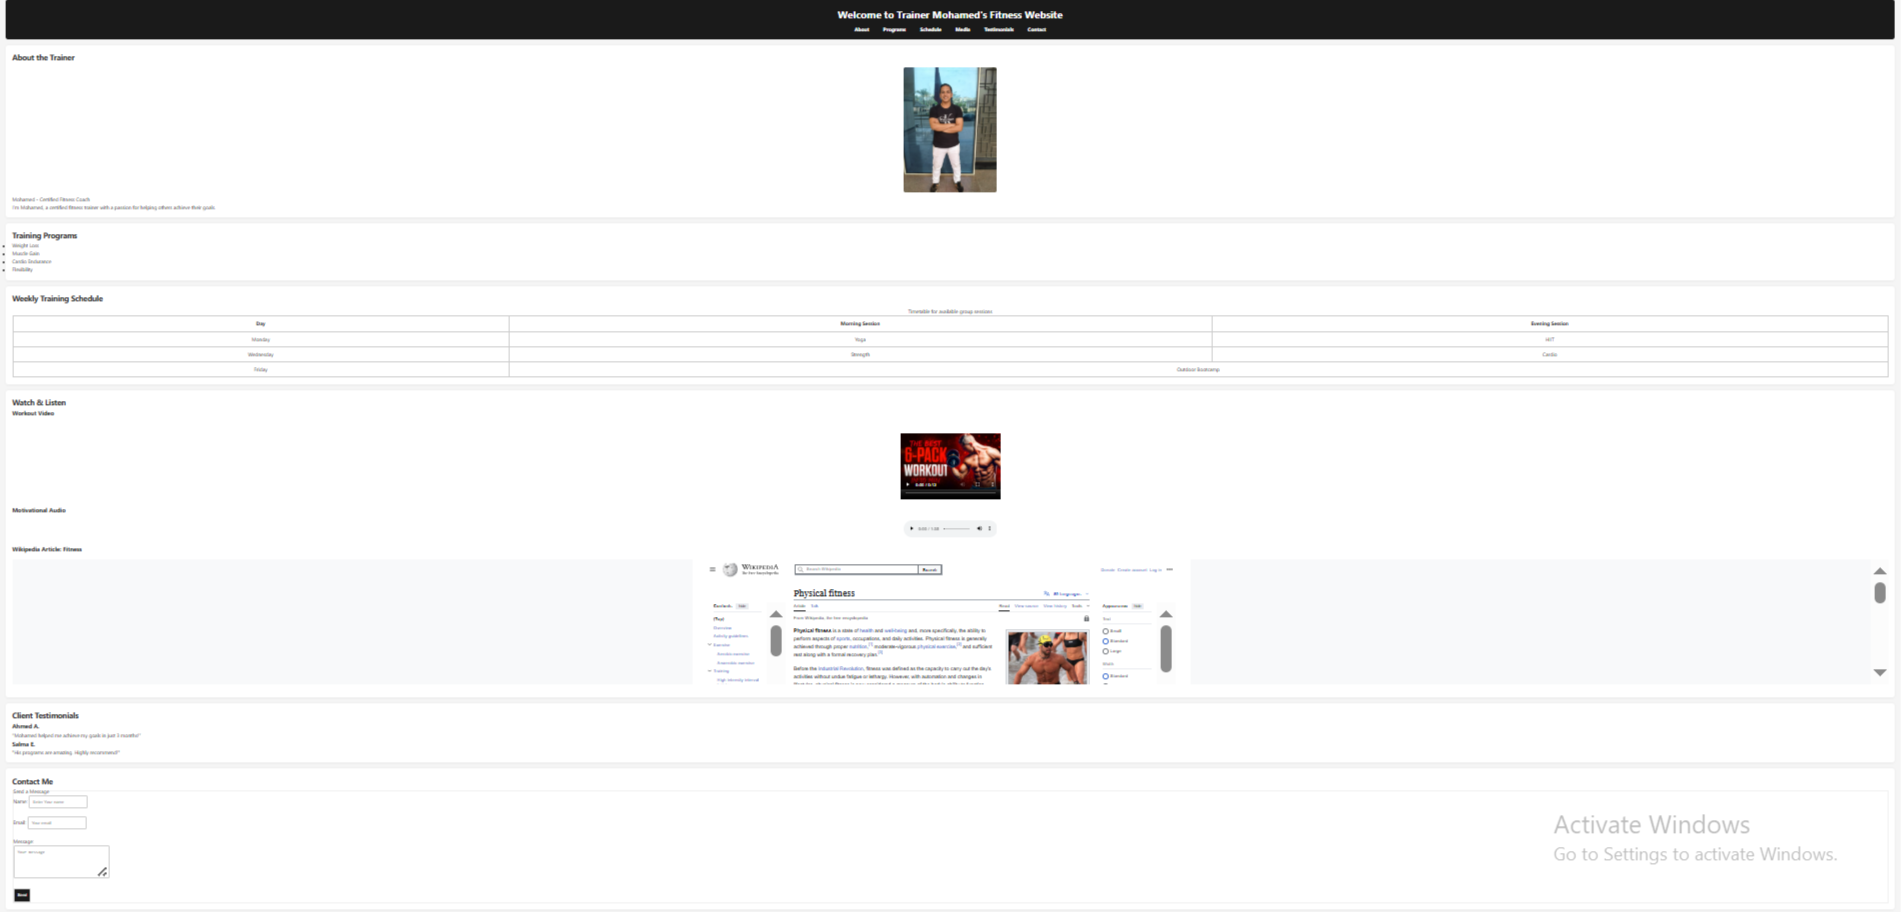 Welcome to Trainer Mohamed's Fitness Website
About Programs Schedule Media Testimonials Contact
About the Trainer
Mohamed – Certified Fitness Coach
I'm Mohamed, a certified fitness trainer with a passion for helping others achieve their goals.
Training Programs
Weight Loss
Muscle Gain
Cardio Endurance
Flexibility
Weekly Training Schedule
Timetable for available group sessions
Day Morning Session Evening Session
Monday Yoga HIIT
Wednesday Strength Cardio
Friday Outdoor Bootcamp
Watch & Listen
Workout Video
THE BEST
6-PACK
WORKOUT
Motivational Audio
Wikipedia Article: Fitness
WIKIPEDIA
The Free Encyclopedia
Search Wikipedia Search
Donate Create account Log in
Physical fitness
Article Talk Read View source View history Tools
From Wikipedia, the free encyclopedia
Physical fitness is a state of health and well-being and, more specifically, the ability to
perform aspects of sports, occupations, and daily activities. Physical fitness is generally
achieved through proper nutrition,[1] moderate-vigorous physical exercise,[2] and sufficient
rest along with a formal recovery plan.[3]
Before the Industrial Revolution, fitness was defined as the capacity to carry out the day's
activities without undue fatigue or lethargy. However, with automation and changes in
Overview
Activity guidelines
Exercise
Aerobic exercise
Anaerobic exercise
Training
High intensity interval
Appearance hide
Text
Small
Standard
Large
Width
Standard
Client Testimonials
Ahmed A.
"Mohamed helped me achieve my goals in just 3 months!"
Salma E.
"His programs are amazing. Highly recommend!"
Contact Me
Send a Message
Name: Enter Your name
Email: Your email
Message:
Your message
Send
Activate Windows
Go to Settings to activate Windows.